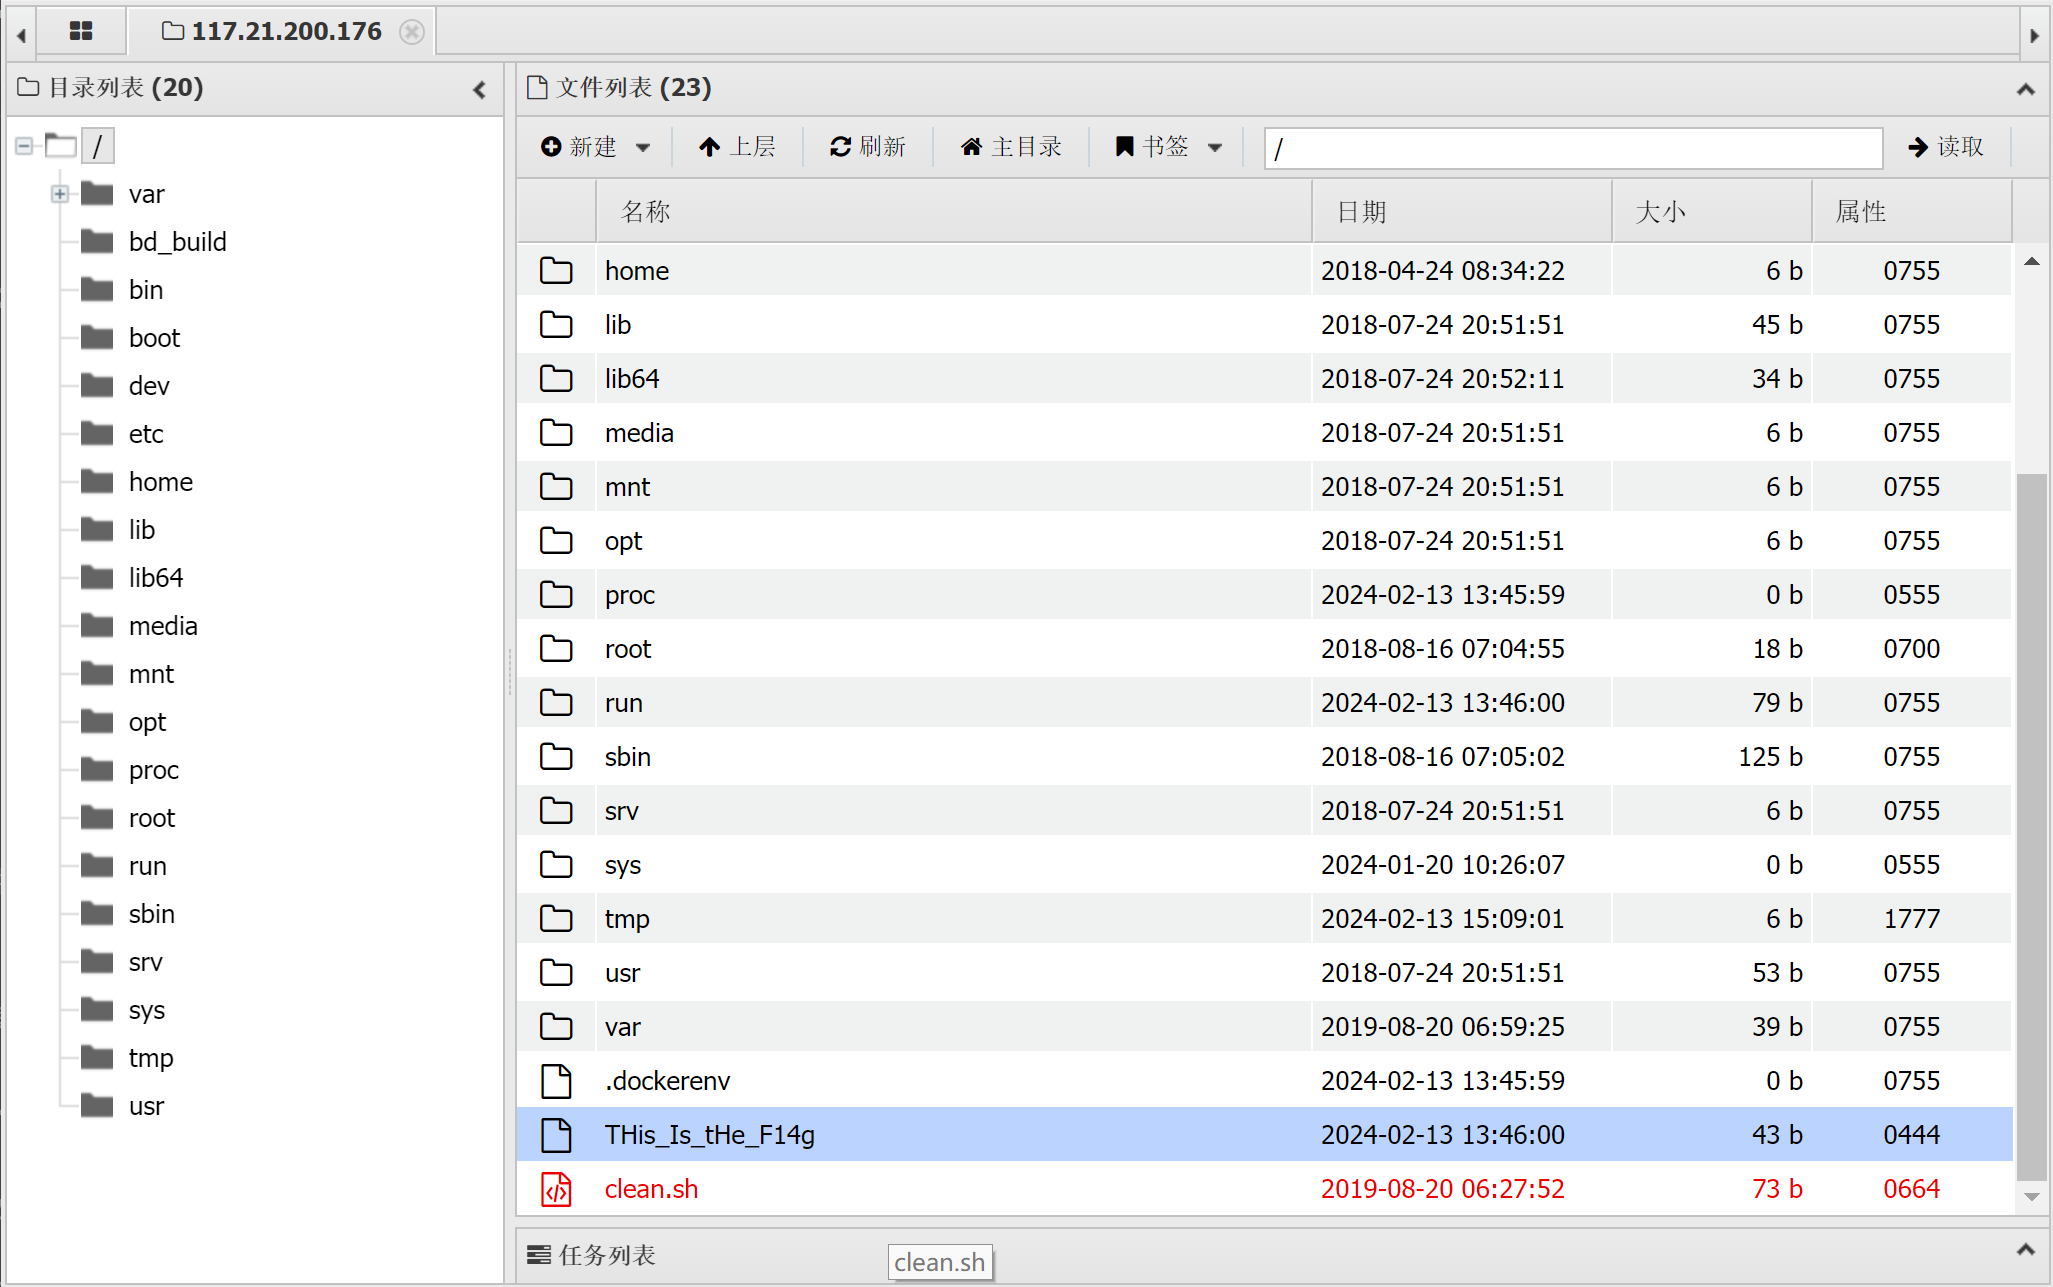 117.21.200.176
目录列表 (20)
/
var
bd_build
bin
boot
dev
etc
home
lib
lib64
media
mnt
opt
proc
root
run
sbin
srv
sys
tmp
usr
文件列表 (23)
新建 上层 刷新 主目录 书签 / 读取
名称 日期 大小 属性
home 2018-04-24 08:34:22 6 b 0755
lib 2018-07-24 20:51:51 45 b 0755
lib64 2018-07-24 20:52:11 34 b 0755
media 2018-07-24 20:51:51 6 b 0755
mnt 2018-07-24 20:51:51 6 b 0755
opt 2018-07-24 20:51:51 6 b 0755
proc 2024-02-13 13:45:59 0 b 0555
root 2018-08-16 07:04:55 18 b 0700
run 2024-02-13 13:46:00 79 b 0755
sbin 2018-08-16 07:05:02 125 b 0755
srv 2018-07-24 20:51:51 6 b 0755
sys 2024-01-20 10:26:07 0 b 0555
tmp 2024-02-13 15:09:01 6 b 1777
usr 2018-07-24 20:51:51 53 b 0755
var 2019-08-20 06:59:25 39 b 0755
.dockerenv 2024-02-13 13:45:59 0 b 0755
THis_Is_tHe_F14g 2024-02-13 13:46:00 43 b 0444
clean.sh 2019-08-20 06:27:52 73 b 0664
任务列表
clean.sh